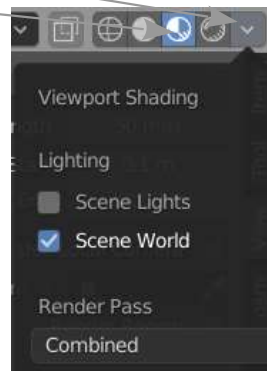 Viewport Shading
Lighting
Scene Lights
Scene World
Render Pass
Combined